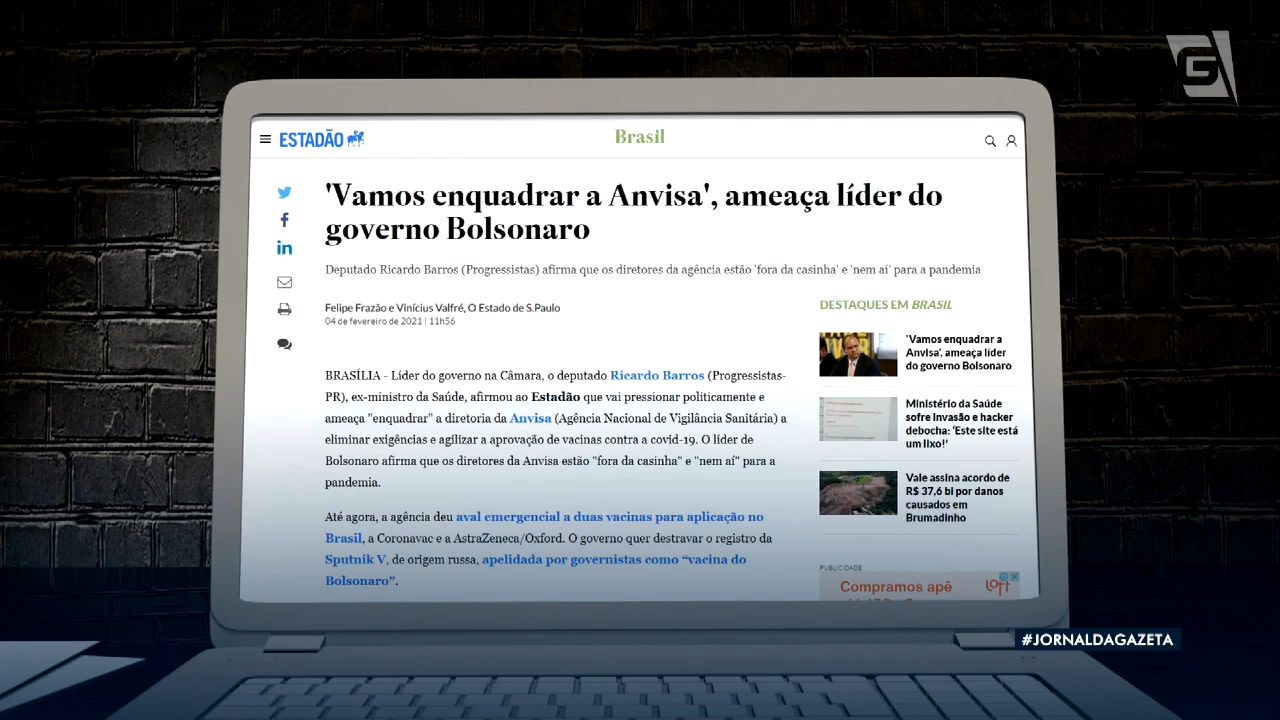 ESTADÃO
Brasil
'Vamos enquadrar a Anvisa', ameaça líder do
governo Bolsonaro
Deputado Ricardo Barros (Progressistas) afirma que os diretores da agência estão 'fora da casinha' e 'nem aí' para a pandemia
Felipe Frazão e Vinícius Valfré, O Estado de S.Paulo
04 de fevereiro de 2021 | 11h56
BRASÍLIA - Líder do governo na Câmara, o deputado Ricardo Barros (Progressistas-
PR), ex-ministro da Saúde, afirmou ao Estadão que vai pressionar politicamente e
ameaça "enquadrar" a diretoria da Anvisa (Agência Nacional de Vigilância Sanitária) a
eliminar exigências e agilizar a aprovação de vacinas contra a covid-19. O líder de
Bolsonaro afirma que os diretores da Anvisa estão "fora da casinha" e "nem aí" para a
pandemia.
Até agora, a agência deu aval emergencial a duas vacinas para aplicação no
Brasil, a Coronavac e a AstraZeneca/Oxford. O governo quer destravar o registro da
Sputnik V, de origem russa, apelidada por governistas como “vacina do
Bolsonaro”.
DESTAQUES EM BRASIL
'Vamos enquadrar a
Anvisa', ameaça líder
do governo Bolsonaro
Ministério da Saúde
sofre invasão e hacker
debocha: 'Este site está
um lixo!'
Vale assina acordo de
R$ 37,6 bi por danos
causados em
Brumadinho
PUBLICIDADE
Compramos apê
loft
#JORNALDAGAZETA